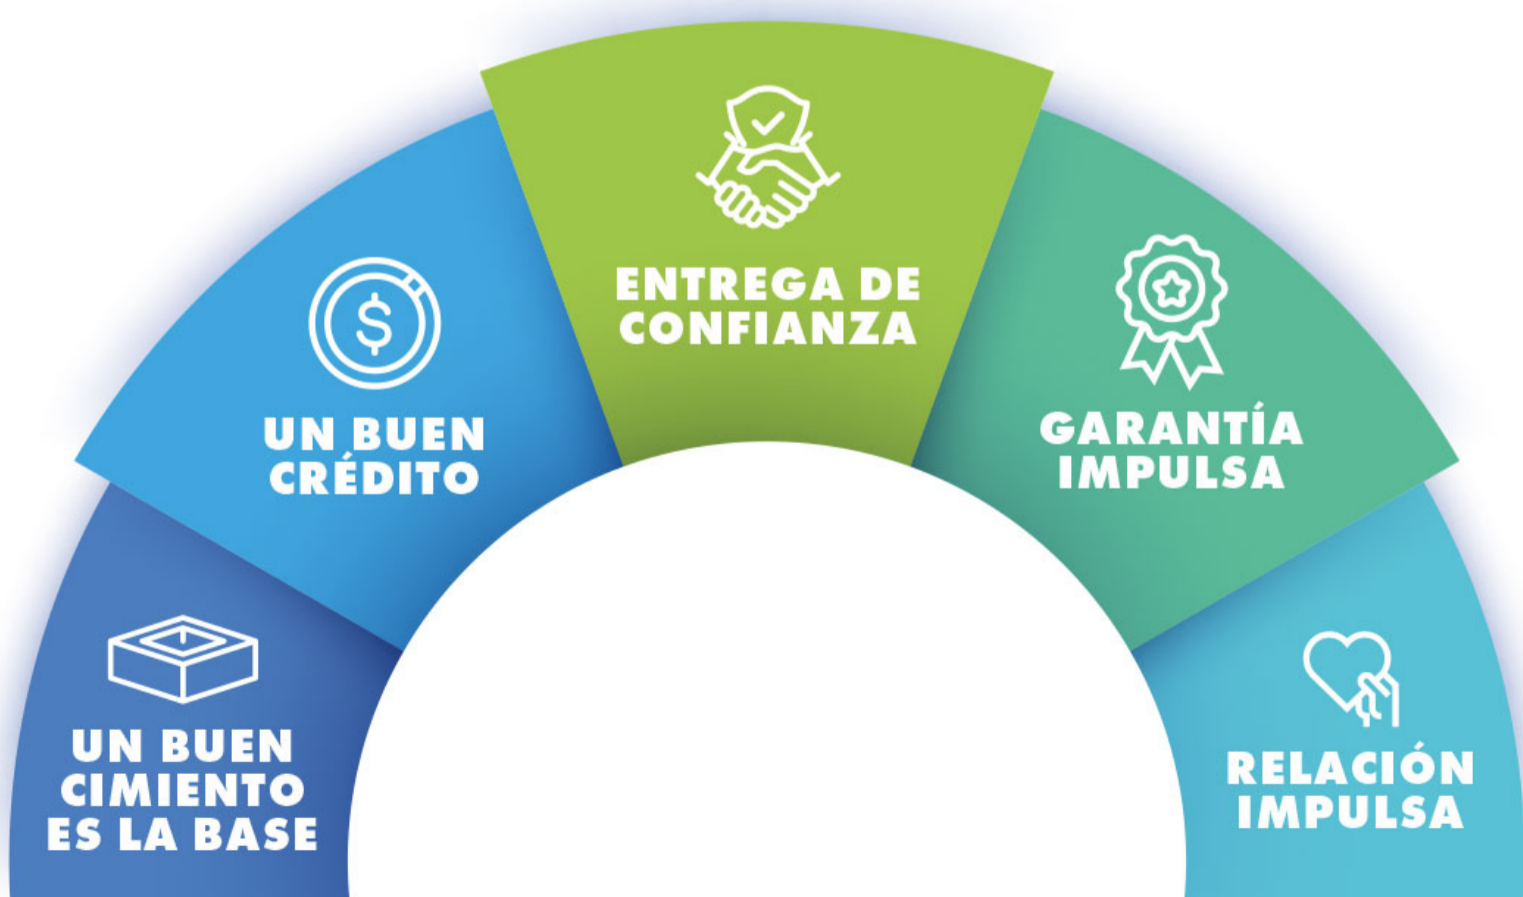 UN BUEN
CIMIENTO
ES LA BASE
UN BUEN
CRÉDITO
ENTREGA DE
CONFIANZA
GARANTÍA
IMPULSA
RELACIÓN
IMPULSA